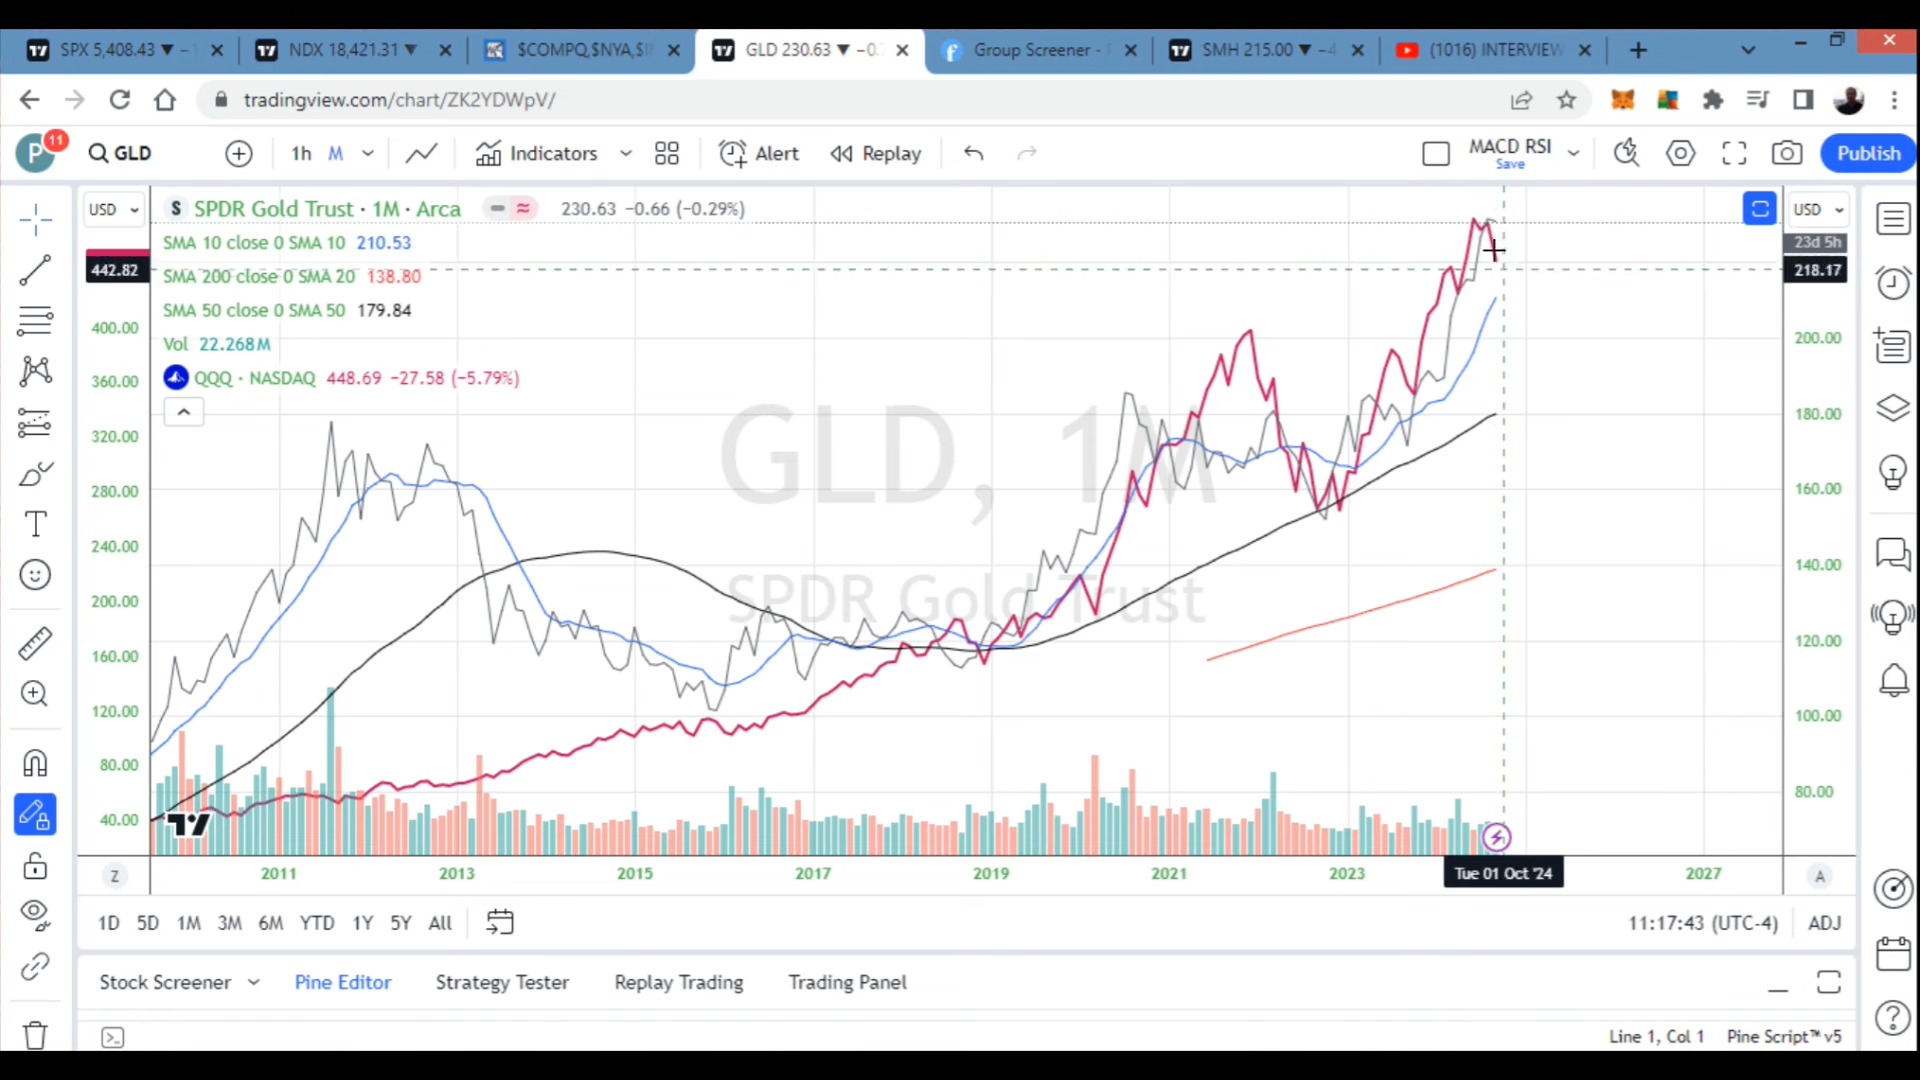 SPX 5,408.43 ▼ −1
NDX 18,421.31 ▼
$COMPQ,$NYA,$I
GLD 230.63 ▼ −0.
Group Screener -
SMH 215.00 ▼ −4
(1016) INTERVIEW
tradingview.com/chart/ZK2YDWpV/
P
11
GLD
1h M
Indicators
Alert
Replay
MACD RSI
Save
Publish
USD
S SPDR Gold Trust · 1M · Arca
230.63 −0.66 (−0.29%)
USD
SMA 10 close 0 SMA 10 210.53
23d 5h
442.82
SMA 200 close 0 SMA 20 138.80
218.17
SMA 50 close 0 SMA 50 179.84
400.00
200.00
Vol 22.268M
QQQ · NASDAQ 448.69 −27.58 (−5.79%)
360.00
320.00
180.00
GLD, 1M
280.00
160.00
240.00
140.00
SPDR Gold Trust
200.00
160.00
120.00
120.00
100.00
80.00
80.00
40.00
Z
2011
2013
2015
2017
2019
2021
2023
Tue 01 Oct '24
2027
A
1D 5D 1M 3M 6M YTD 1Y 5Y All
11:17:43 (UTC-4)
ADJ
Stock Screener
Pine Editor
Strategy Tester
Replay Trading
Trading Panel
Line 1, Col 1
Pine Script™ v5